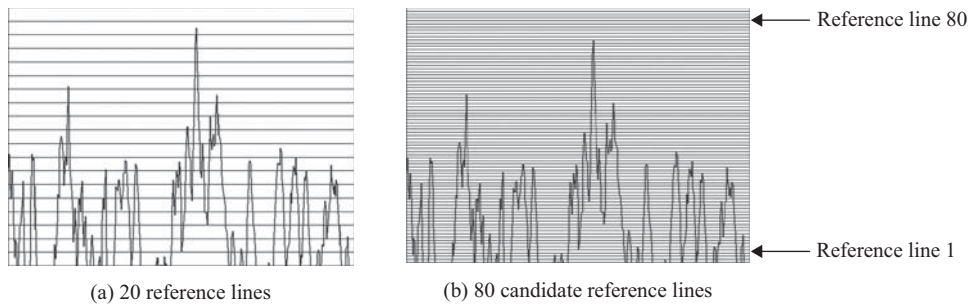 Reference line 80
Reference line 1
(a) 20 reference lines
(b) 80 candidate reference lines